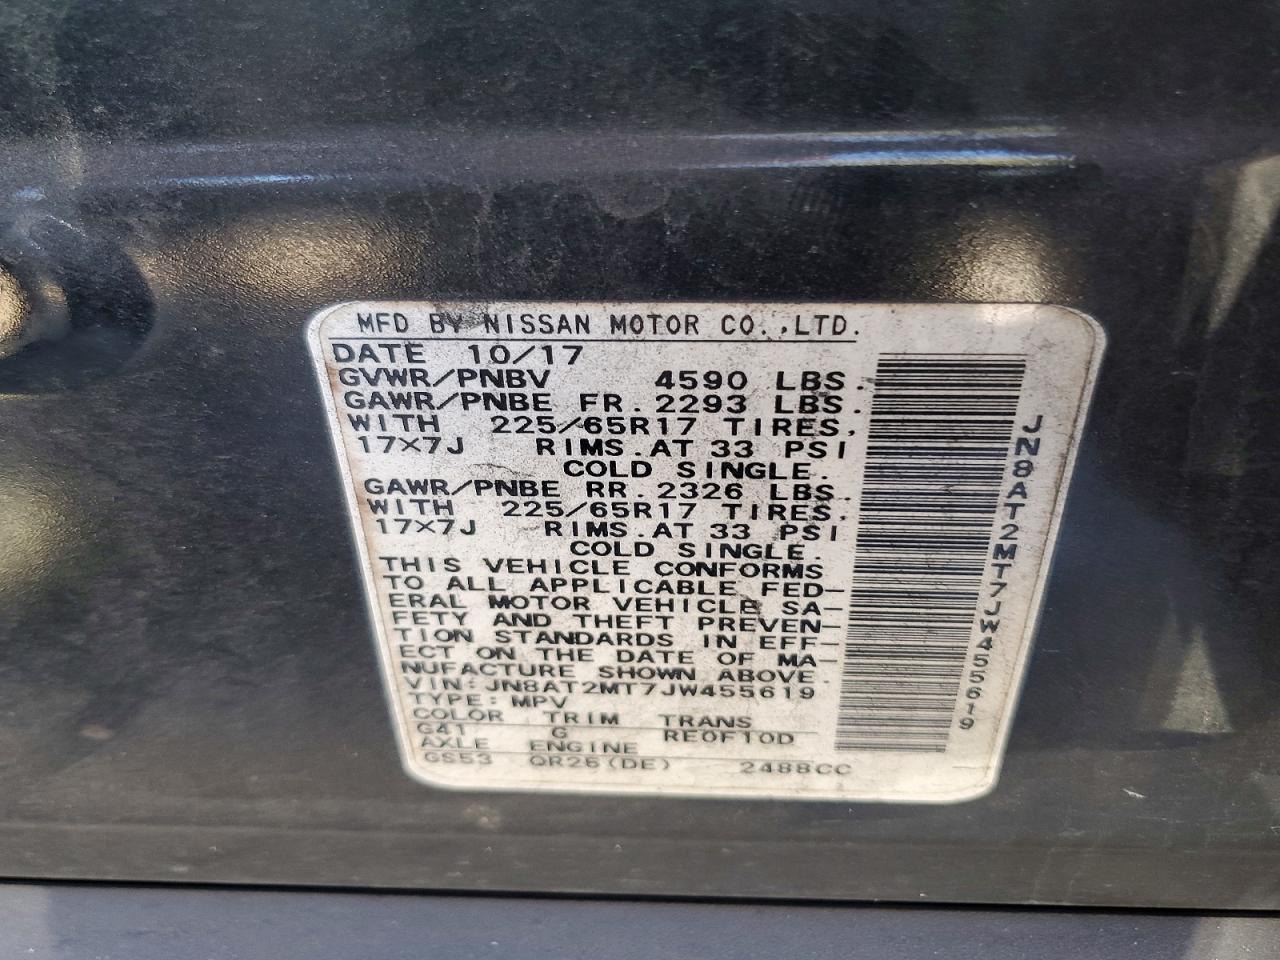 MFD BY NISSAN MOTOR CO.,LTD.
DATE 10/17
GVWR/PNBV 4590 LBS.
GAWR/PNBE FR. 2293 LBS.
WITH 225/65R17 TIRES,
17×7J RIMS.AT 33 PSI
COLD SINGLE.
GAWR/PNBE RR. 2326 LBS.
WITH 225/65R17 TIRES,
17×7J RIMS.AT 33 PSI
COLD SINGLE.
THIS VEHICLE CONFORMS
TO ALL APPLICABLE FED-
ERAL MOTOR VEHICLE SA-
FETY AND THEFT PREVEN-
TION STANDARDS IN EFF-
ECT ON THE DATE OF MA-
NUFACTURE SHOWN ABOVE.
VIN: JN8AT2MT7JW455619
TYPE: MPV
COLOR TRIM TRANS
G41 G RE0F10D
AXLE ENGINE
GS53 QR25(DE) 2488CC
JN8AT2MT7JW455619